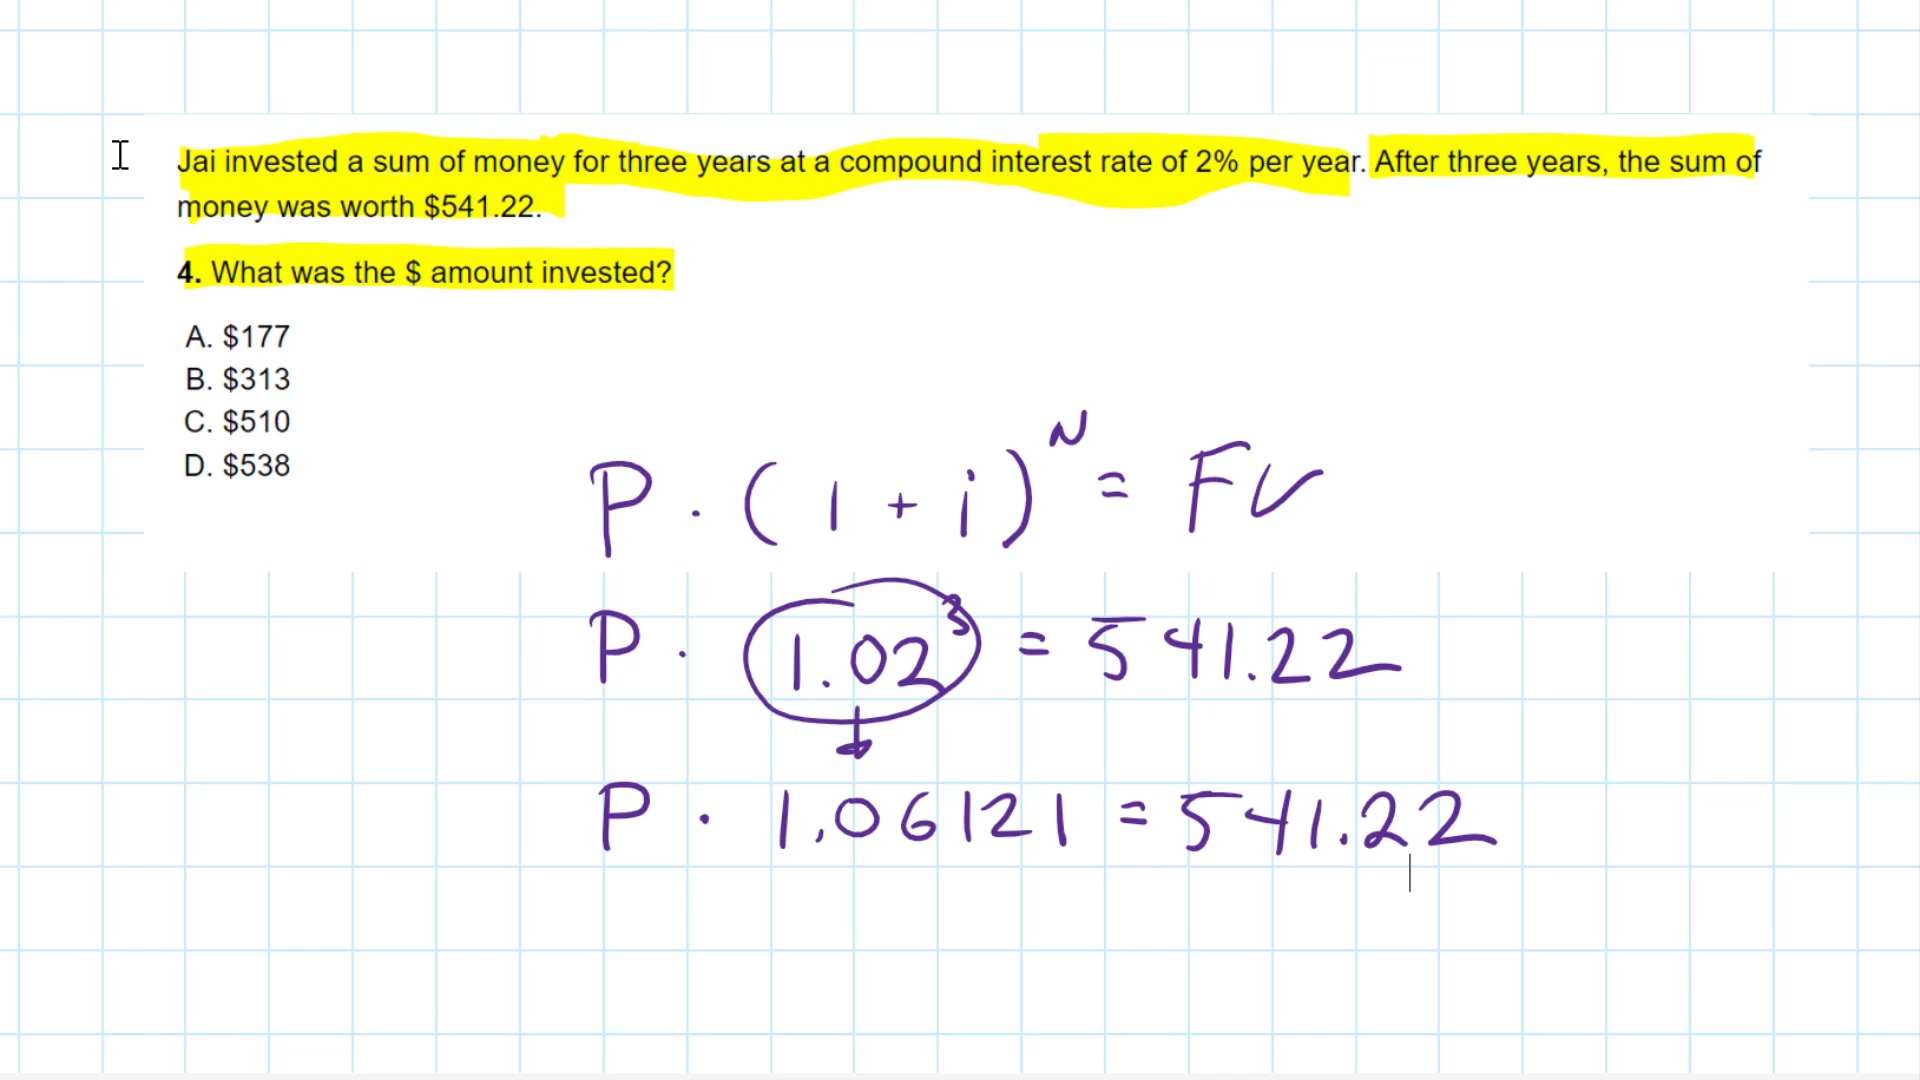 Jai invested a sum of money for three years at a compound interest rate of 2% per year. After three years, the sum of
money was worth $541.22.
4. What was the $ amount invested?
A. $177
B. $313
C. $510
D. $538
P · (1 + i)^N = FV
P · 1.02^3 = 541.22
P · 1.06121 = 541.22